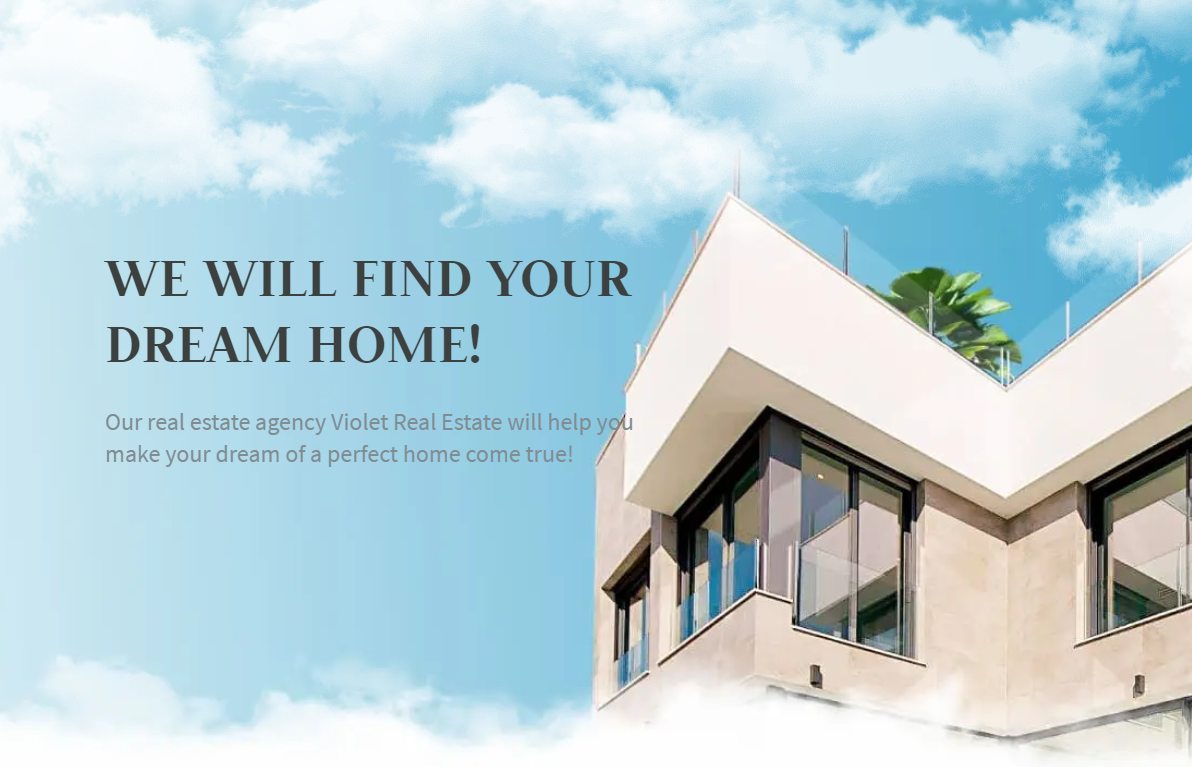 WE WILL FIND YOUR
DREAM HOME!
Our real estate agency Violet Real Estate will help you
make your dream of a perfect home come true!